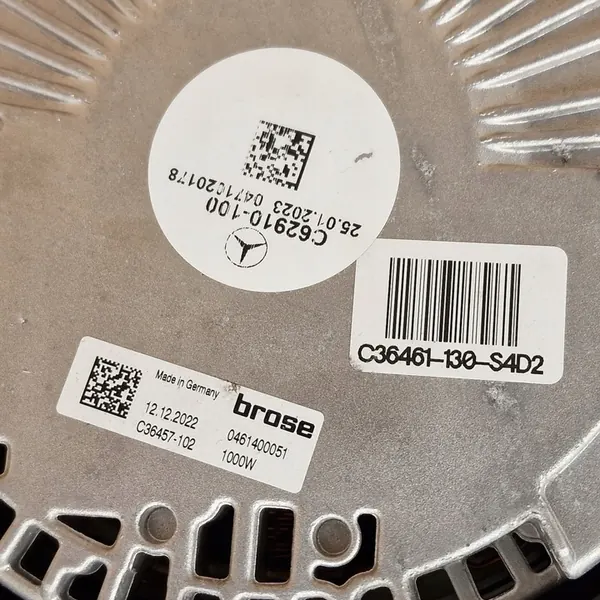 C62910-100
25.01.2023 0471020178
C36461-130-S4D2
Made in Germany
brose
12.12.2022
0461400051
C36457-102
1000W